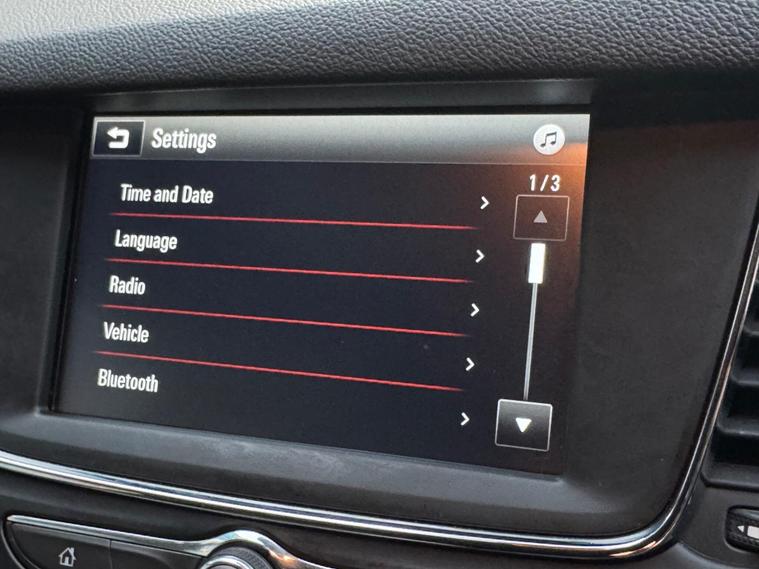 Settings
1/3
Time and Date
Language
Radio
Vehicle
Bluetooth